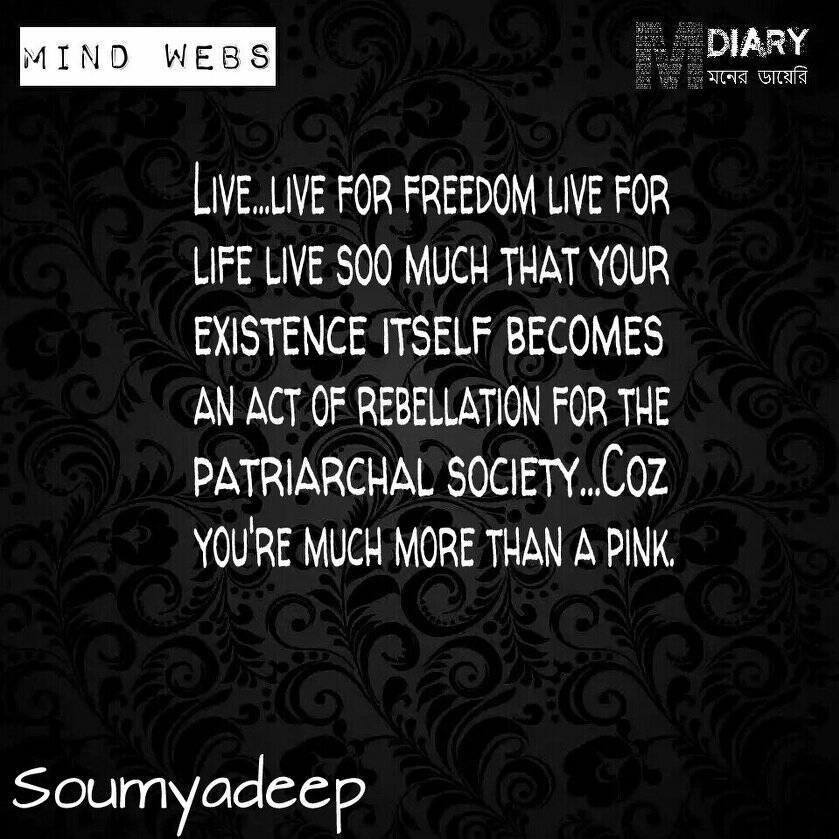 MIND WEBS
M DIARY
মনের ডায়েরি
LIVE...LIVE FOR FREEDOM LIVE FOR
LIFE LIVE SOO MUCH THAT YOUR
EXISTENCE ITSELF BECOMES
AN ACT OF REBELLATION FOR THE
PATRIARCHAL SOCIETY...COZ
YOU'RE MUCH MORE THAN A PINK.
Soumyadeep